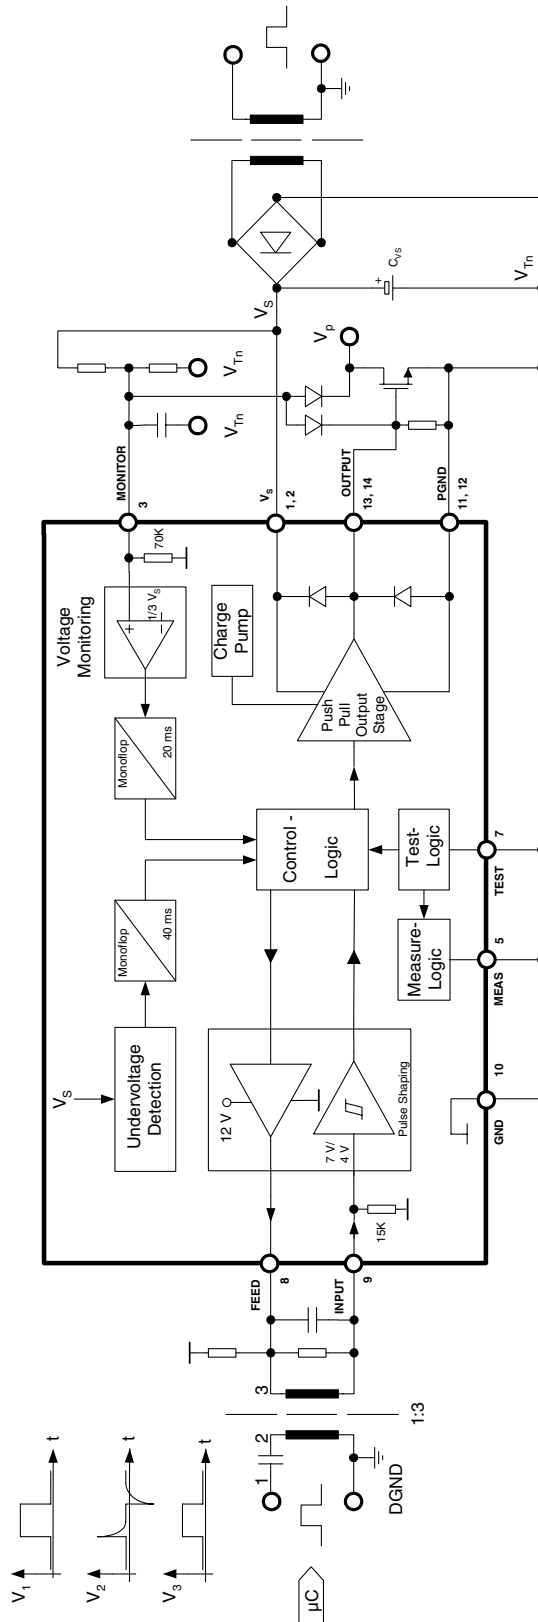 V1
t
V2
t
V3
t
µC
1
2
3
DGND
1:3
FEED
8
INPUT
9
15K
VS
Undervoltage
Detection
Monoflop
40 ms
Monoflop
20 ms
Voltage
Monitoring
+
–
1/3 VS
70K
MONITOR
3
VTn
VTn
12 V
7 V/
4 V
Pulse Shaping
Control -
Logic
Charge
Pump
Push
Pull
Output
Stage
Vs
1, 2
OUTPUT
13, 14
PGND
11, 12
VS
Vp
+
CVS
VTn
Test-
Logic
Measure-
Logic
GND
10
MEAS
5
TEST
7